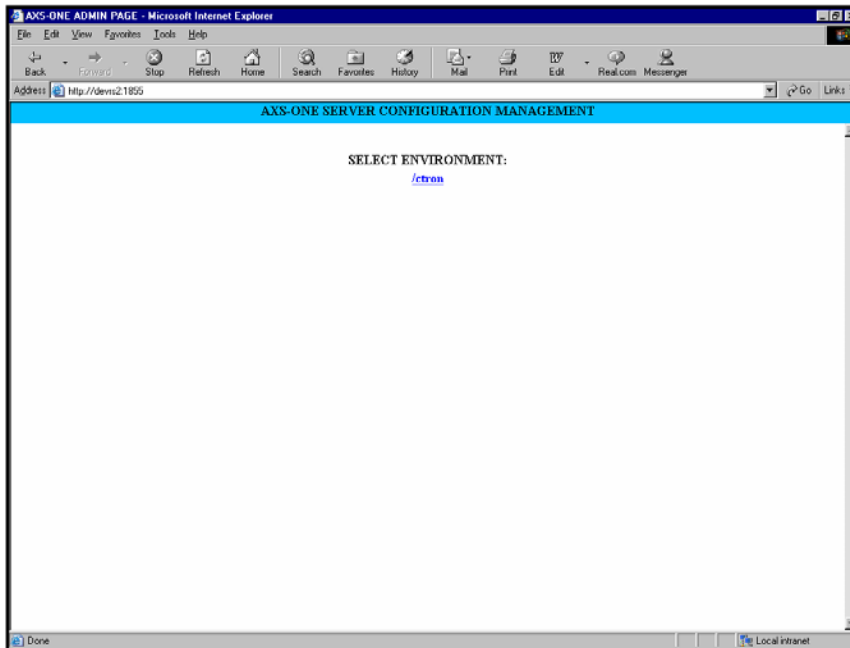 AXS-ONE ADMIN PAGE - Microsoft Internet Explorer
File Edit View Favorites Tools Help
Back Forward Stop Refresh Home Search Favorites History Mail Print Edit Real.com Messenger
Address http://devrs2:1855 Go Links
AXS-ONE SERVER CONFIGURATION MANAGEMENT
SELECT ENVIRONMENT:
/ctron
Done Local intranet